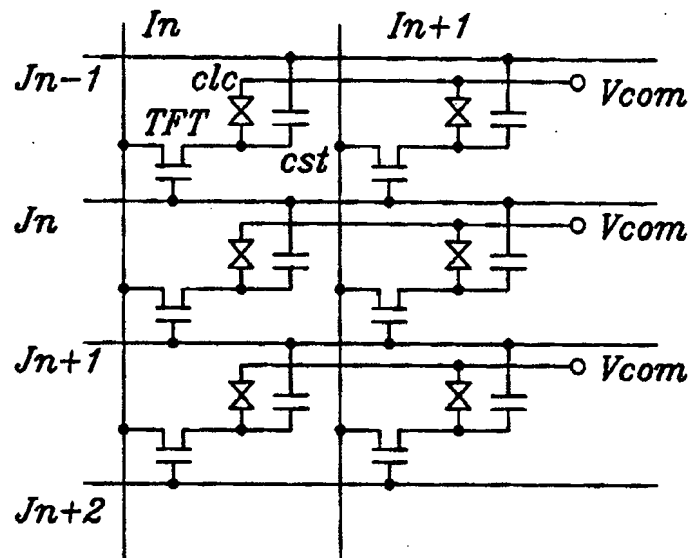 In
In+1
Jn-1
clc
Vcom
TFT
cst
Jn
Vcom
Jn+1
Vcom
Jn+2